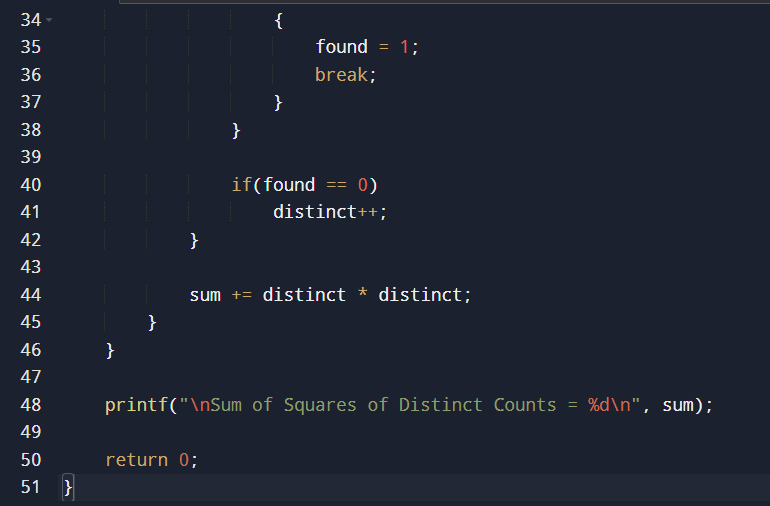 34 {
35 found = 1;
36 break;
37 }
38 }
39
40 if(found == 0)
41 distinct++;
42 }
43
44 sum += distinct * distinct;
45 }
46 }
47
48 printf("\nSum of Squares of Distinct Counts = %d\n", sum);
49
50 return 0;
51 }